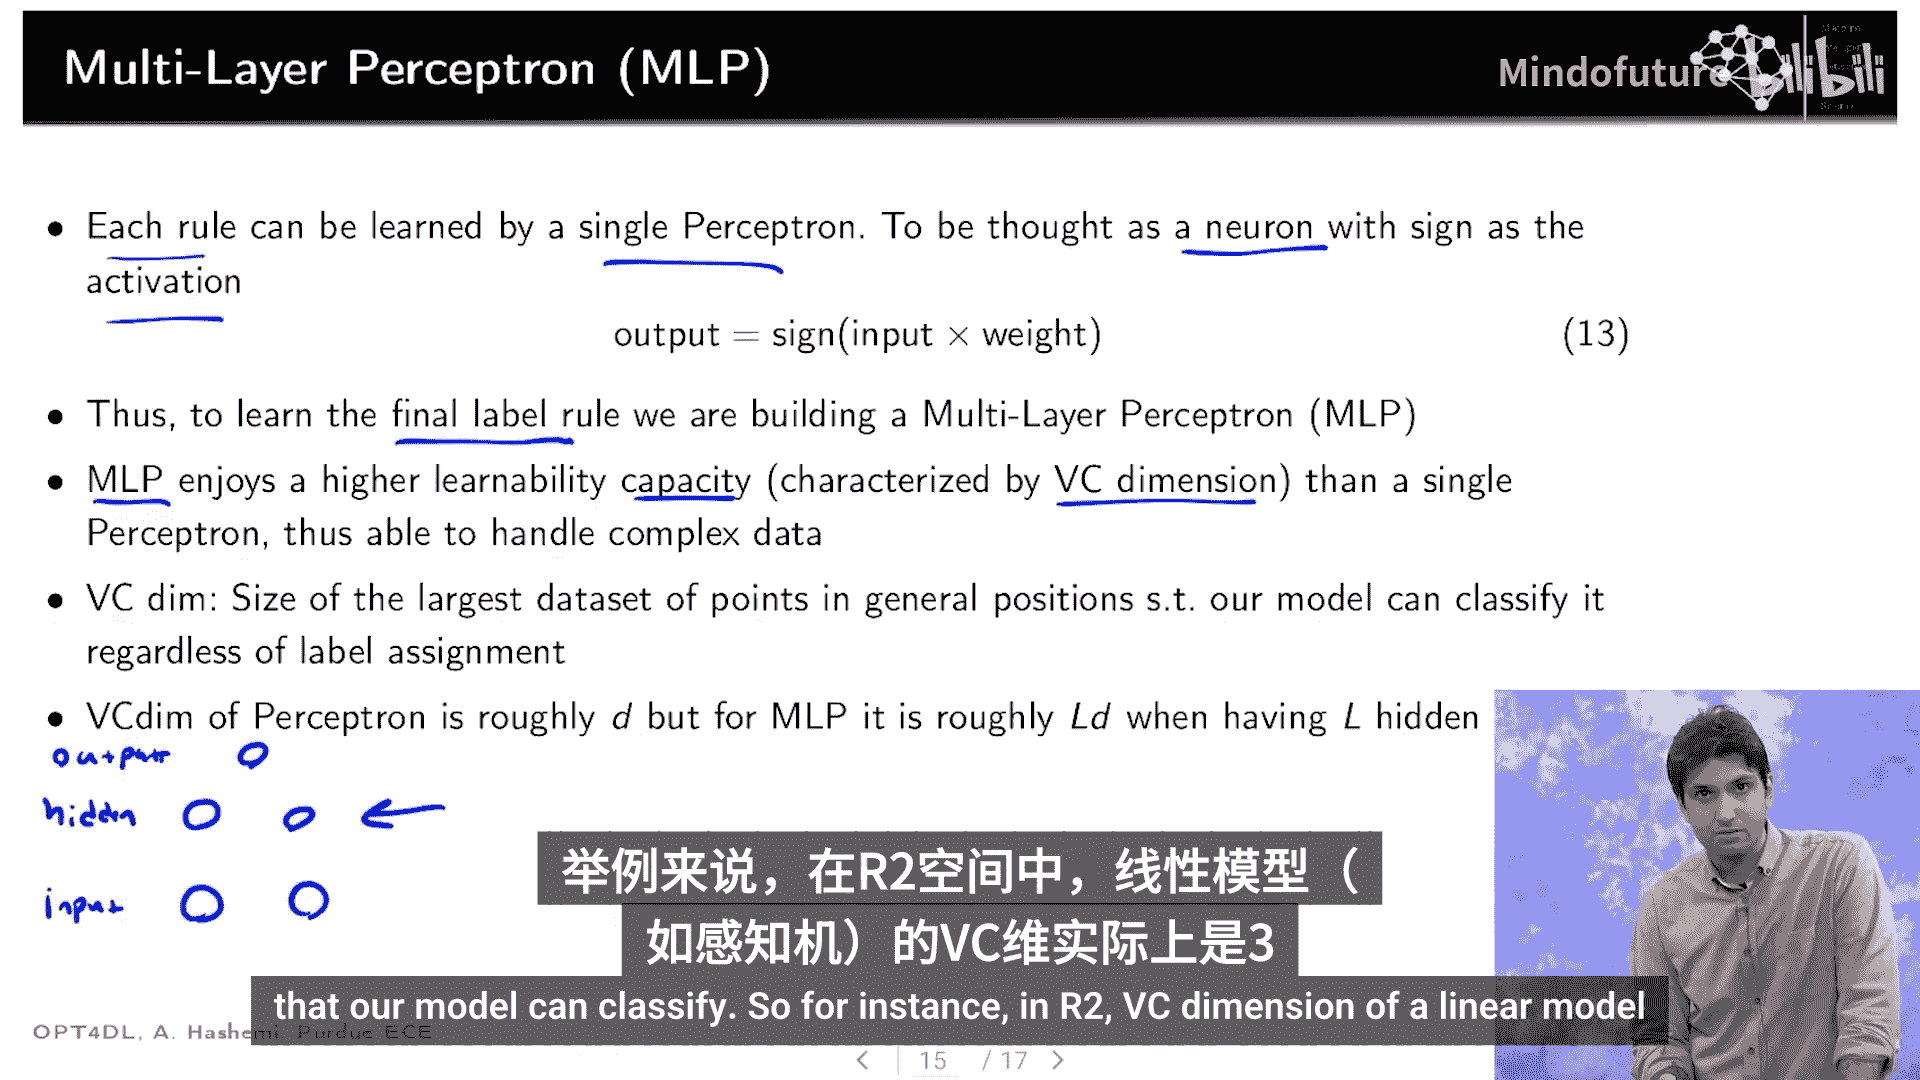 Multi-Layer Perceptron (MLP)
Mindofuture
bilibili
• Each rule can be learned by a single Perceptron. To be thought as a neuron with sign as the
activation
output = sign(input × weight) (13)
• Thus, to learn the final label rule we are building a Multi-Layer Perceptron (MLP)
• MLP enjoys a higher learnability capacity (characterized by VC dimension) than a single
Perceptron, thus able to handle complex data
• VC dim: Size of the largest dataset of points in general positions s.t. our model can classify it
regardless of label assignment
• VCdim of Perceptron is roughly d but for MLP it is roughly Ld when having L hidden
output
hidden
input
举例来说，在R2空间中，线性模型（
如感知机）的VC维实际上是3
that our model can classify. So for instance, in R2, VC dimension of a linear model
OPT4DL, A. Hashemi. Purdue ECE
15 / 17